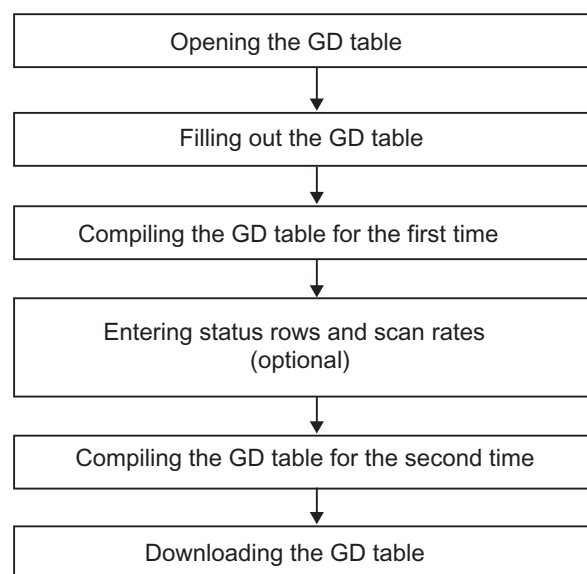 Opening the GD table
Filling out the GD table
Compiling the GD table for the first time
Entering status rows and scan rates
(optional)
Compiling the GD table for the second time
Downloading the GD table